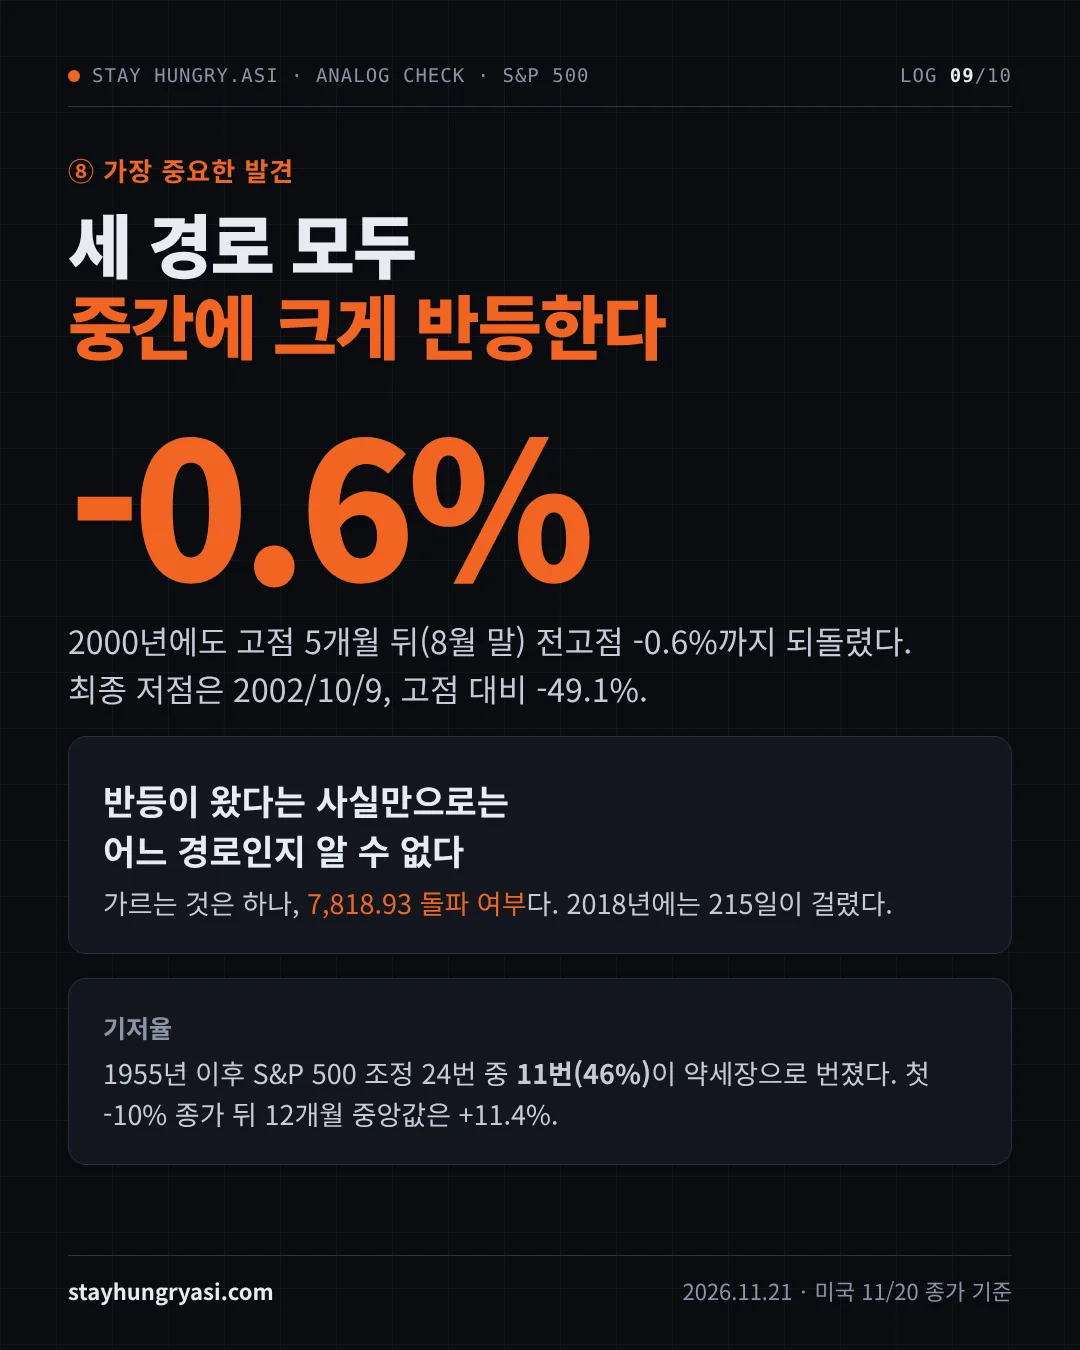 STAY HUNGRY.ASI · ANALOG CHECK · S&P 500
LOG 09/10
⑧ 가장 중요한 발견
세 경로 모두
중간에 크게 반등한다
-0.6%
2000년에도 고점 5개월 뒤(8월 말) 전고점 -0.6%까지 되돌렸다.
최종 저점은 2002/10/9, 고점 대비 -49.1%.
반등이 왔다는 사실만으로는
어느 경로인지 알 수 없다
가르는 것은 하나, 7,818.93 돌파 여부다. 2018년에는 215일이 걸렸다.
기저율
1955년 이후 S&P 500 조정 24번 중 11번(46%)이 약세장으로 번졌다. 첫
-10% 종가 뒤 12개월 중앙값은 +11.4%.
stayhungryasi.com
2026.11.21 · 미국 11/20 종가 기준